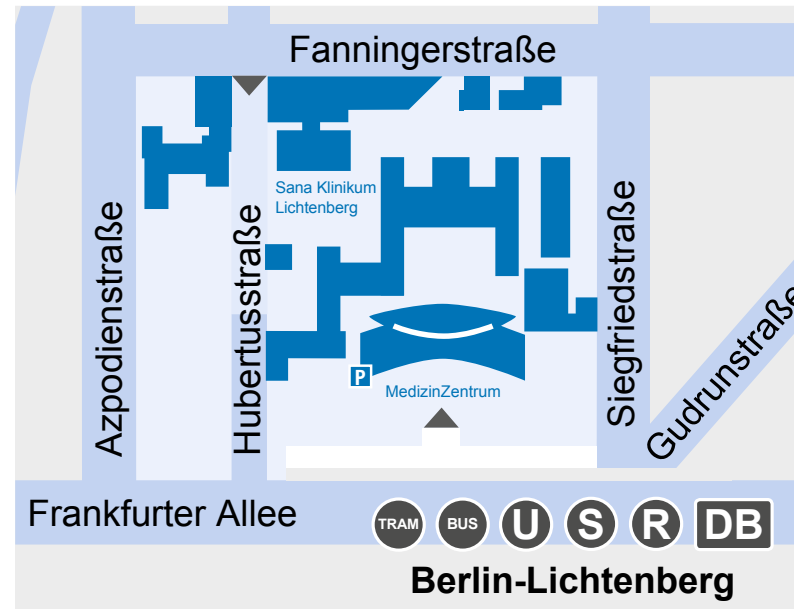 Fanningerstraße
Sana Klinikum
Lichtenberg
Azpodienstraße
Hubertusstraße
Siegfriedstraße
Gudrunstraße
P
MedizinZentrum
Frankfurter Allee
TRAM BUS U S R DB
Berlin-Lichtenberg